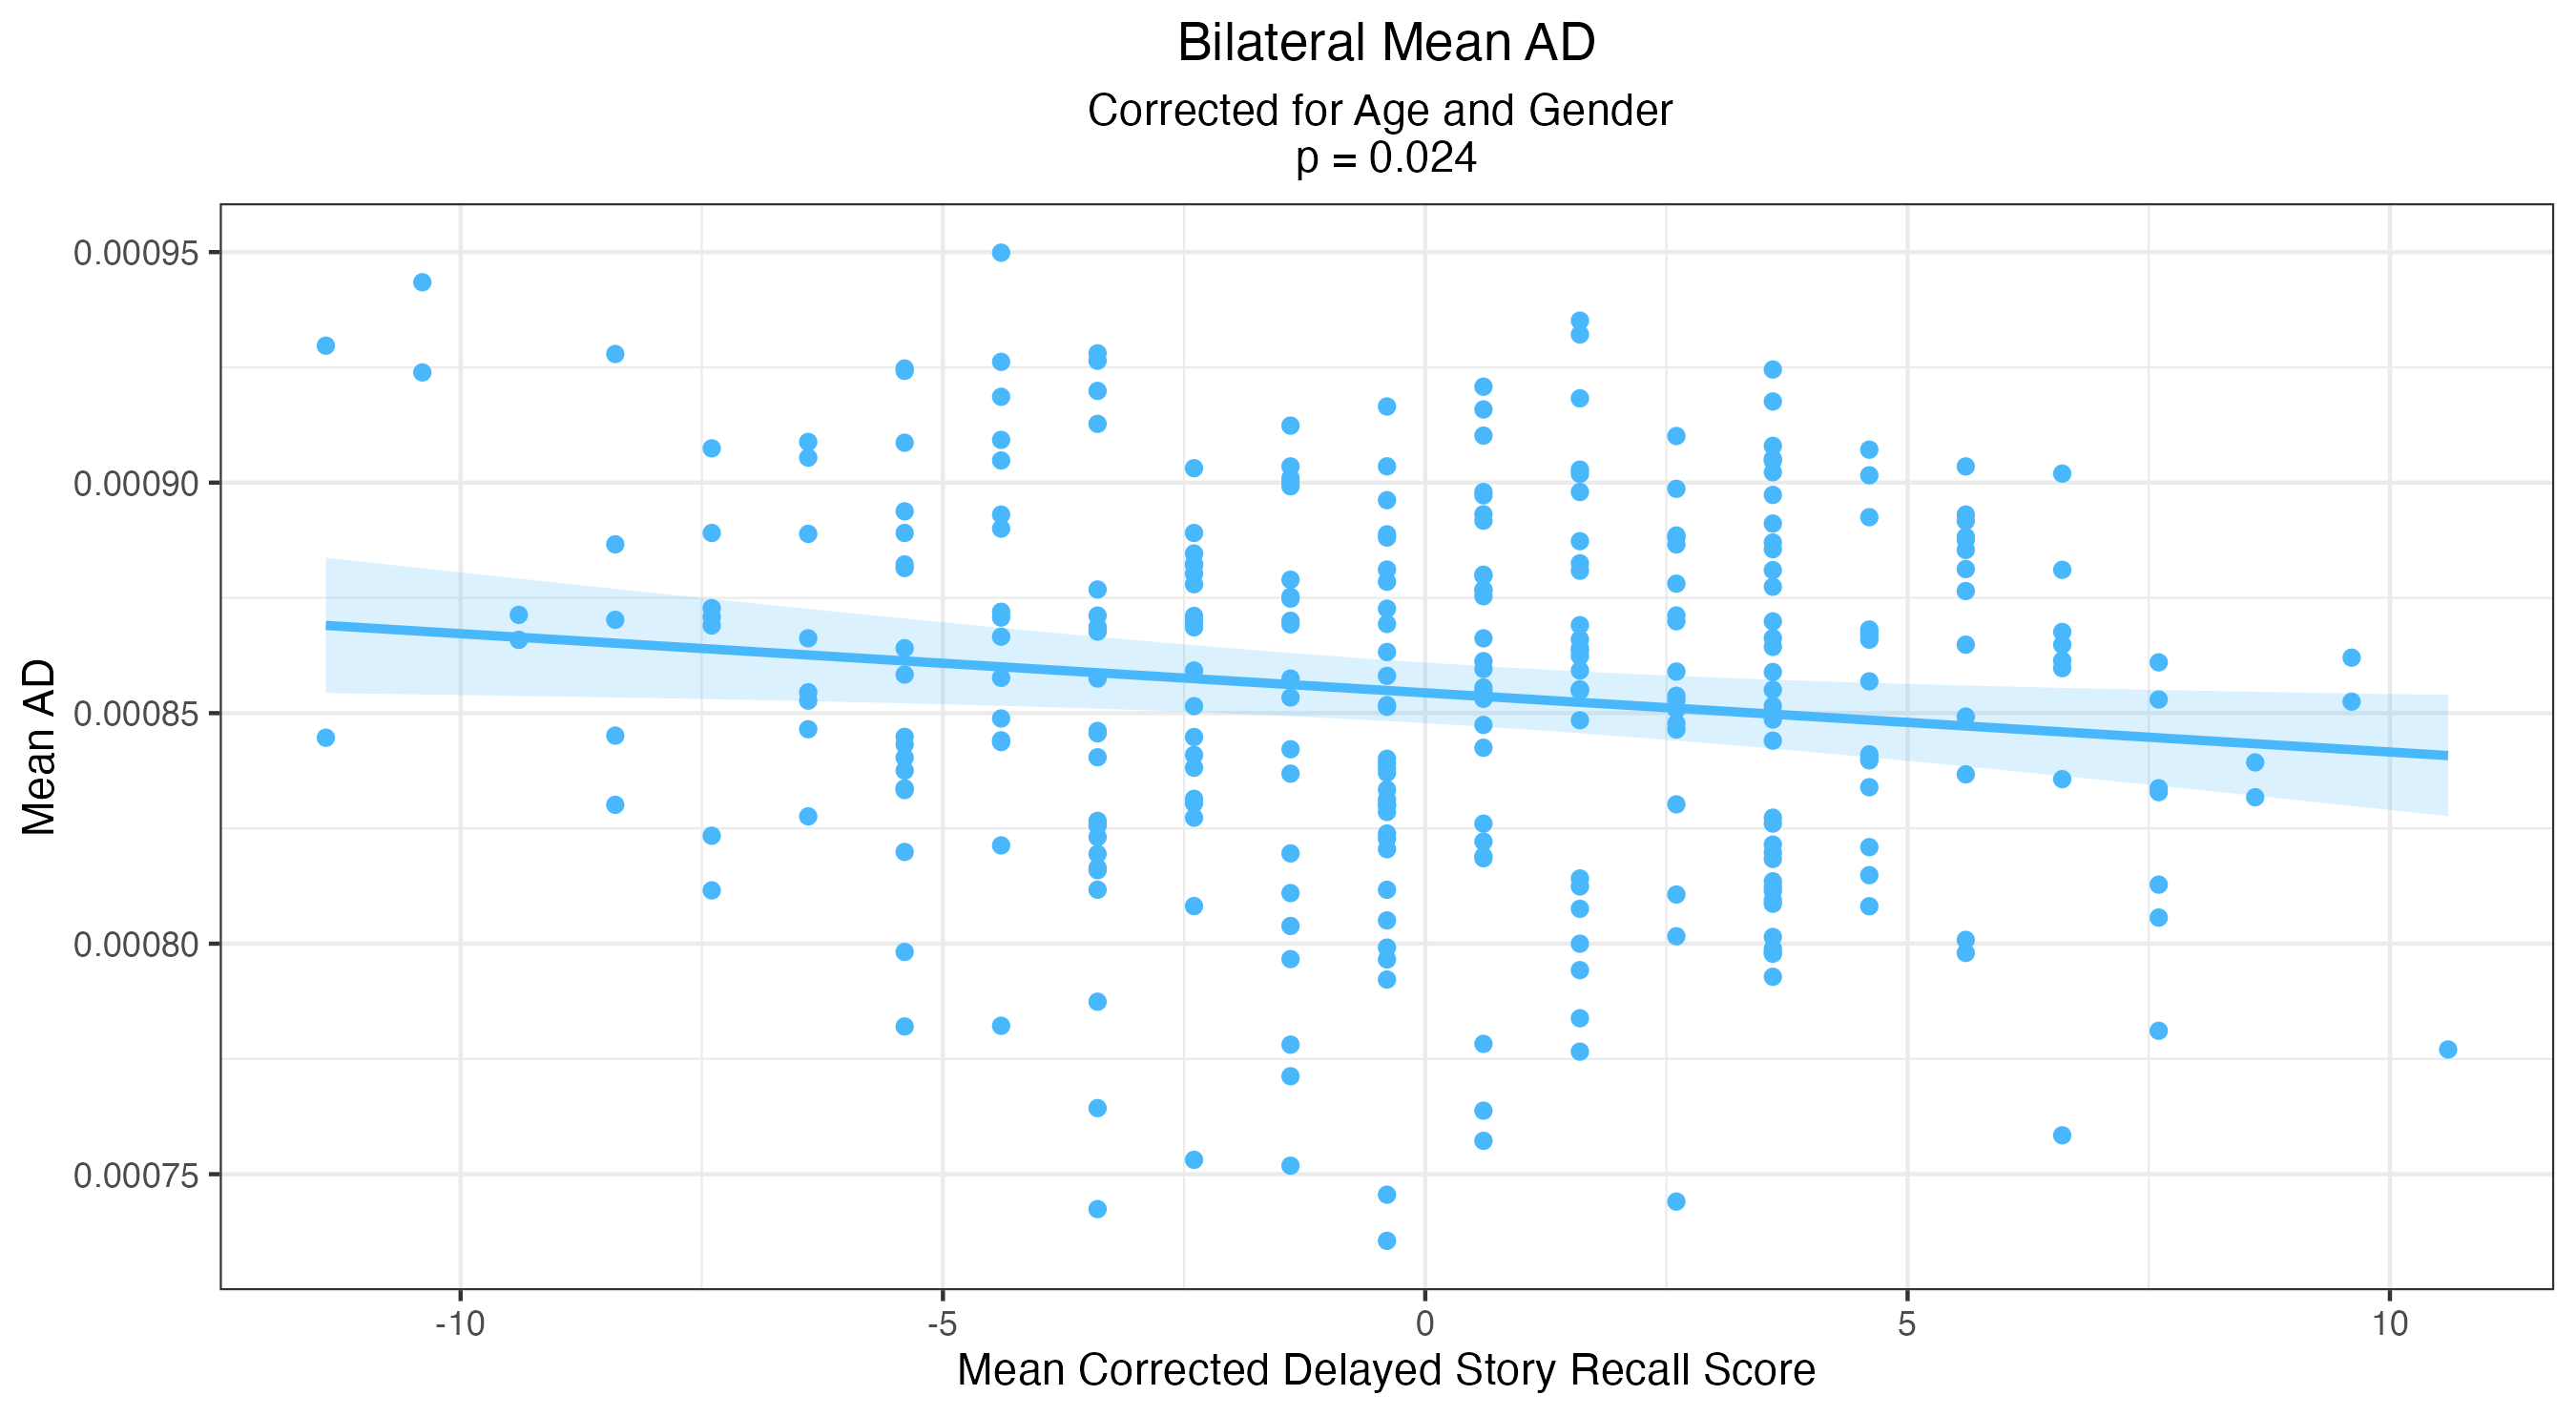 Bilateral Mean AD
Corrected for Age and Gender
p = 0.024
Mean AD
0.00095
0.00090
0.00085
0.00080
0.00075
-10 -5 0 5 10
Mean Corrected Delayed Story Recall Score